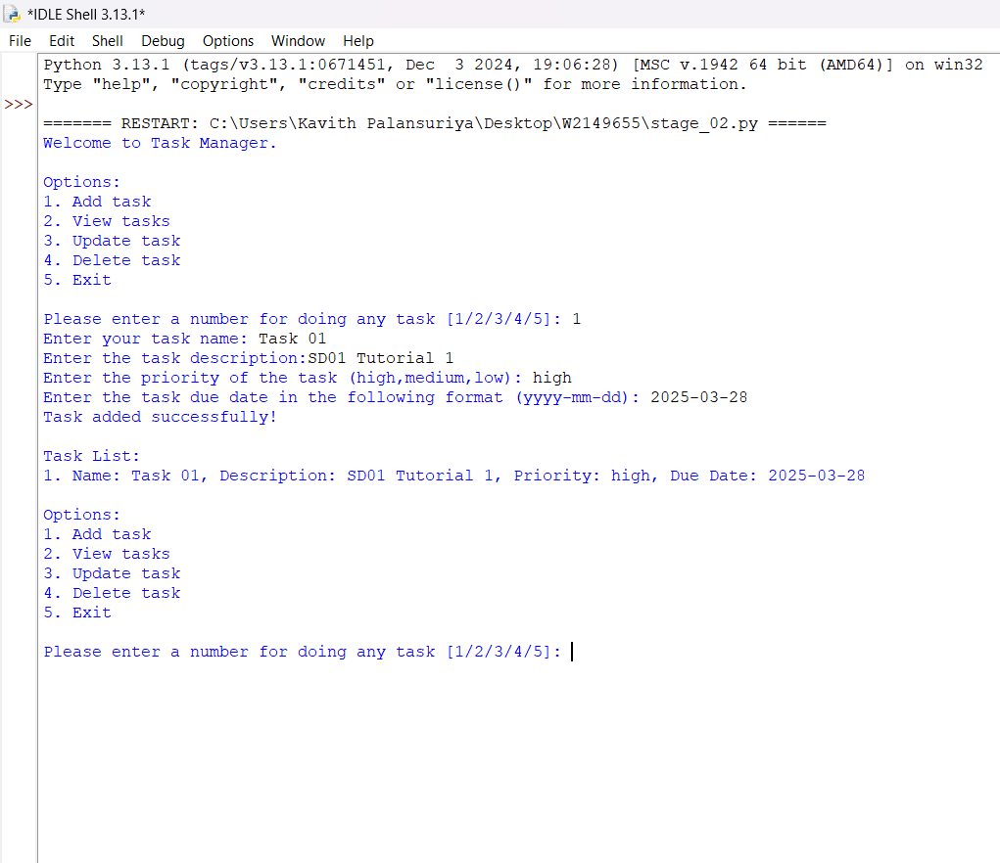 *IDLE Shell 3.13.1*
File Edit Shell Debug Options Window Help
Python 3.13.1 (tags/v3.13.1:0671451, Dec  3 2024, 19:06:28) [MSC v.1942 64 bit (AMD64)] on win32
Type "help", "copyright", "credits" or "license()" for more information.
>>>
======= RESTART: C:\Users\Kavith Palansuriya\Desktop\W2149655\stage_02.py ======
Welcome to Task Manager.
Options:
1. Add task
2. View tasks
3. Update task
4. Delete task
5. Exit
Please enter a number for doing any task [1/2/3/4/5]: 1
Enter your task name: Task 01
Enter the task description:SD01 Tutorial 1
Enter the priority of the task (high,medium,low): high
Enter the task due date in the following format (yyyy-mm-dd): 2025-03-28
Task added successfully!
Task List:
1. Name: Task 01, Description: SD01 Tutorial 1, Priority: high, Due Date: 2025-03-28
Options:
1. Add task
2. View tasks
3. Update task
4. Delete task
5. Exit
Please enter a number for doing any task [1/2/3/4/5]: